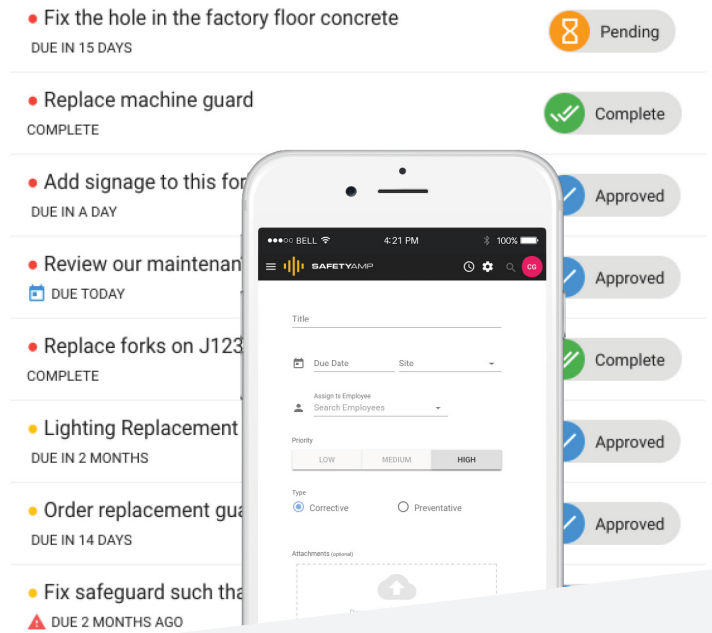 Fix the hole in the factory floor concrete
DUE IN 15 DAYS
Pending
Replace machine guard
COMPLETE
Complete
Add signage to this for
DUE IN A DAY
Approved
Review our maintenan
DUE TODAY
Approved
Replace forks on J123
COMPLETE
Complete
Lighting Replacement
DUE IN 2 MONTHS
Approved
Order replacement gua
DUE IN 14 DAYS
Approved
Fix safeguard such tha
DUE 2 MONTHS AGO
BELL 4:21 PM 100%
SAFETYAMP CG
Title
Due Date Site
Assign to Employee
Search Employees
Priority
LOW MEDIUM HIGH
Type
Corrective Preventative
Attachments (optional)